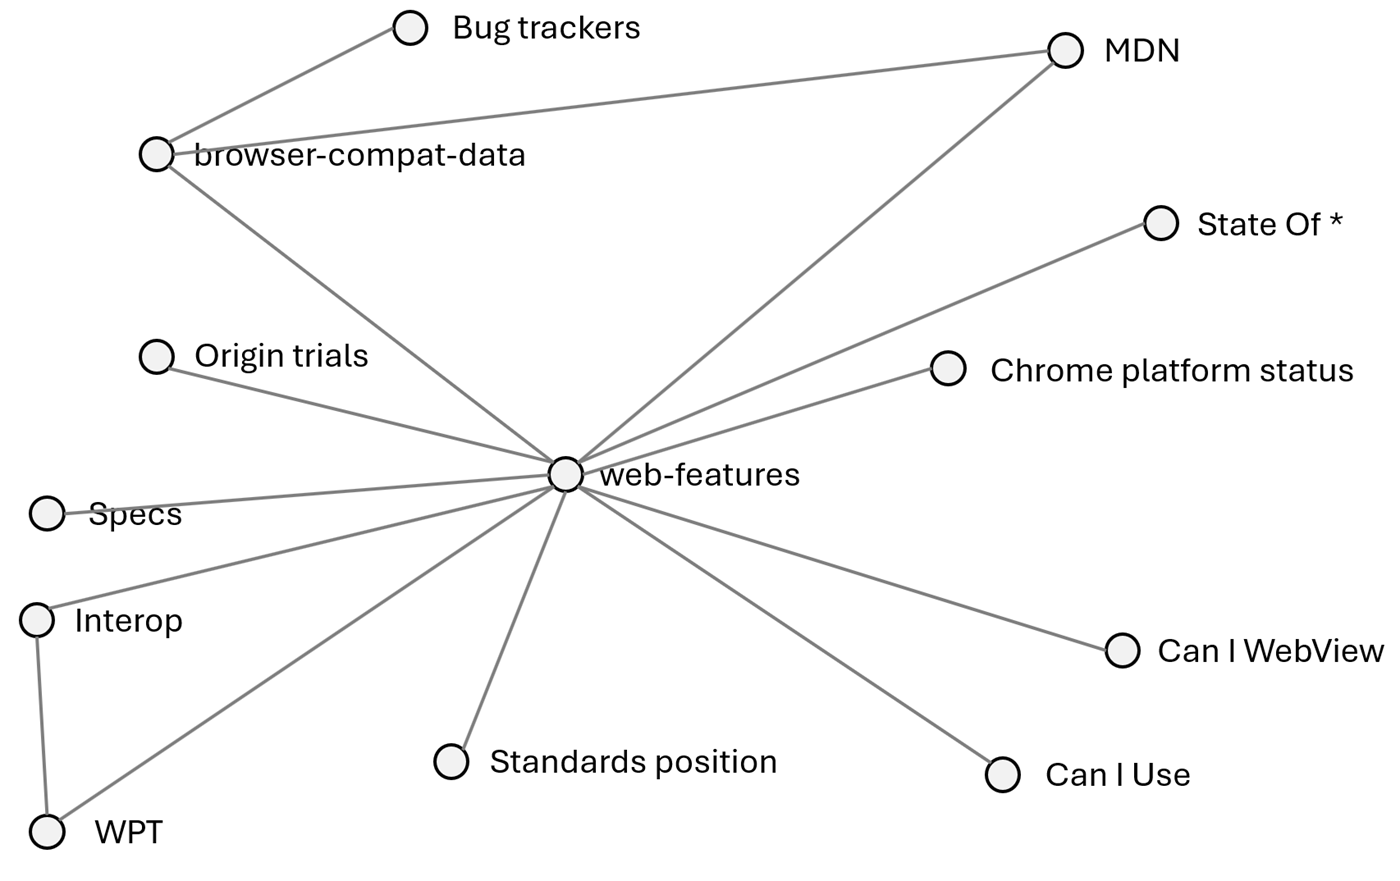 Bug trackers
MDN
browser-compat-data
State Of *
Origin trials
Chrome platform status
web-features
Specs
Interop
Can I WebView
Standards position
Can I Use
WPT